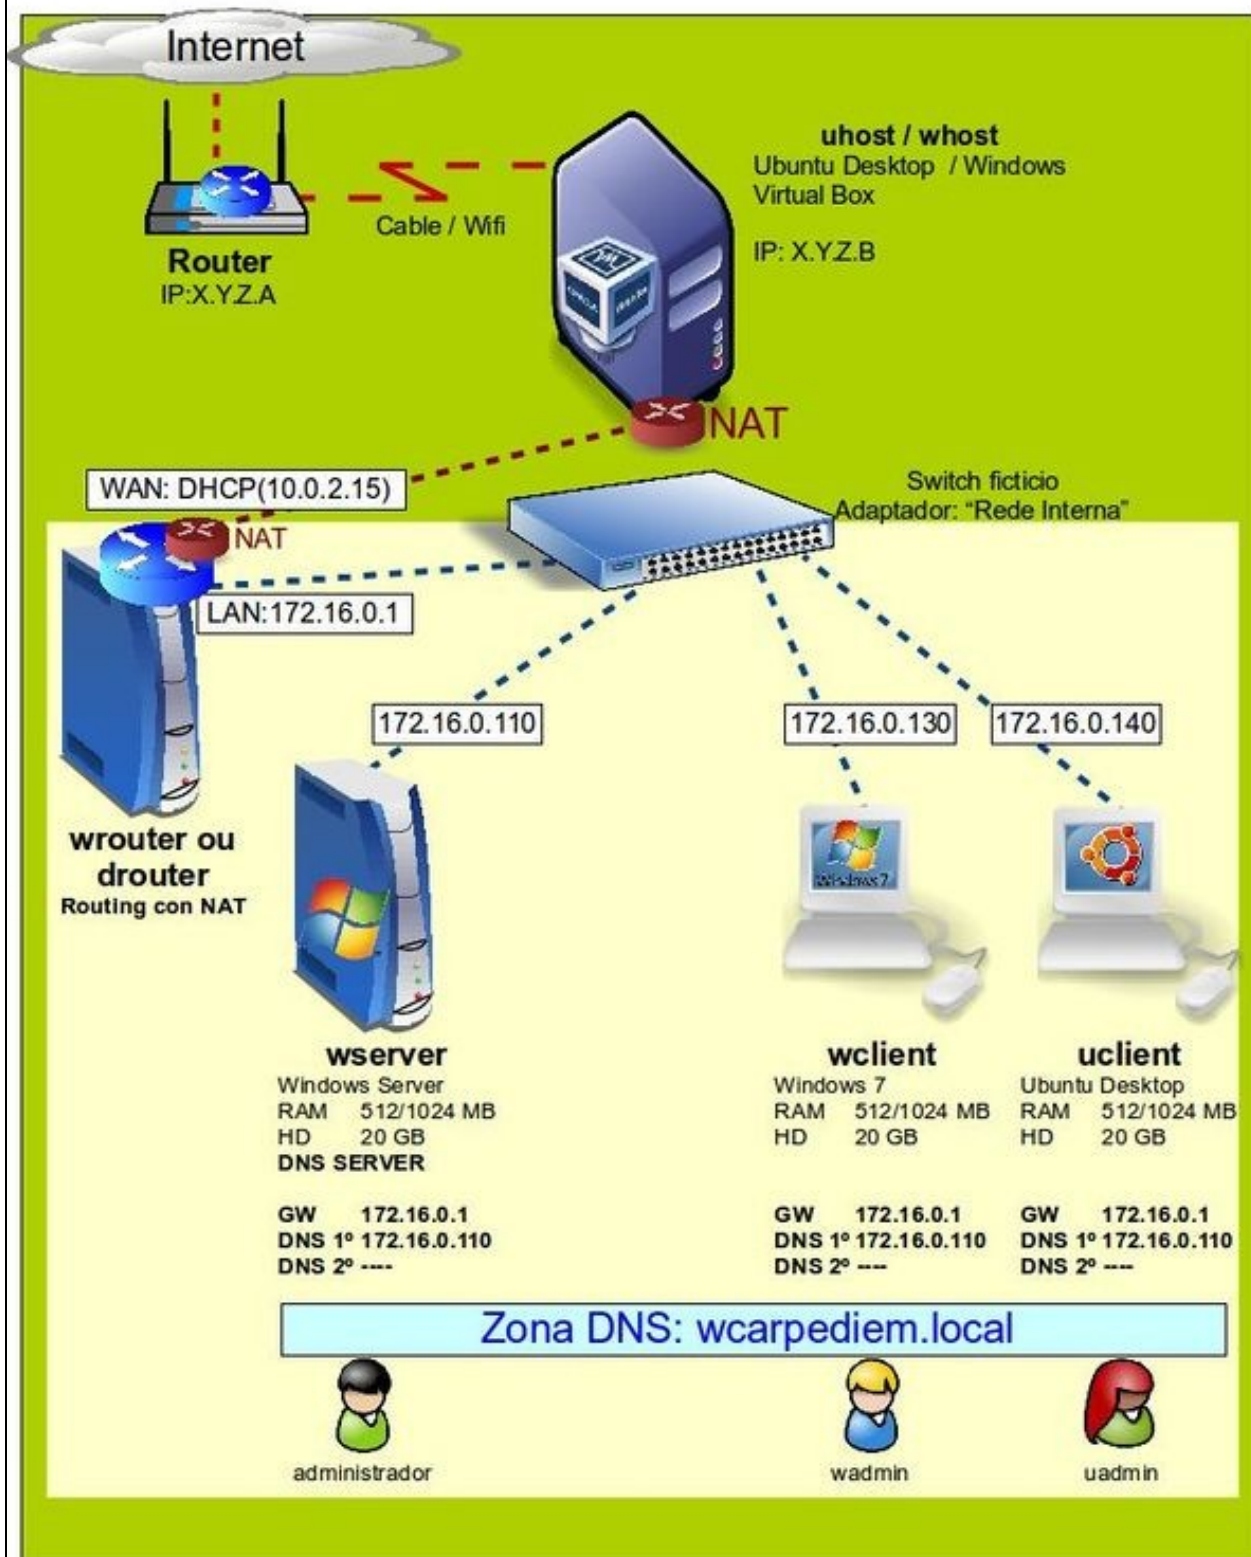 Internet
uhost / whost
Ubuntu Desktop / Windows
Virtual Box
IP: X.Y.Z.B
Cable / Wifi
Router
IP:X.Y.Z.A
NAT
WAN: DHCP(10.0.2.15)
Switch ficticio
Adaptador: “Rede Interna”
NAT
LAN:172.16.0.1
172.16.0.110
172.16.0.130
172.16.0.140
wrouter ou
drouter
Routing con NAT
Windows 7
wserver
Windows Server
RAM 512/1024 MB
HD 20 GB
DNS SERVER
GW 172.16.0.1
DNS 1º 172.16.0.110
DNS 2º ----
wclient
Windows 7
RAM 512/1024 MB
HD 20 GB
GW 172.16.0.1
DNS 1º 172.16.0.110
DNS 2º ----
uclient
Ubuntu Desktop
RAM 512/1024 MB
HD 20 GB
GW 172.16.0.1
DNS 1º 172.16.0.110
DNS 2º ----
Zona DNS: wcarpediem.local
administrador
wadmin
uadmin